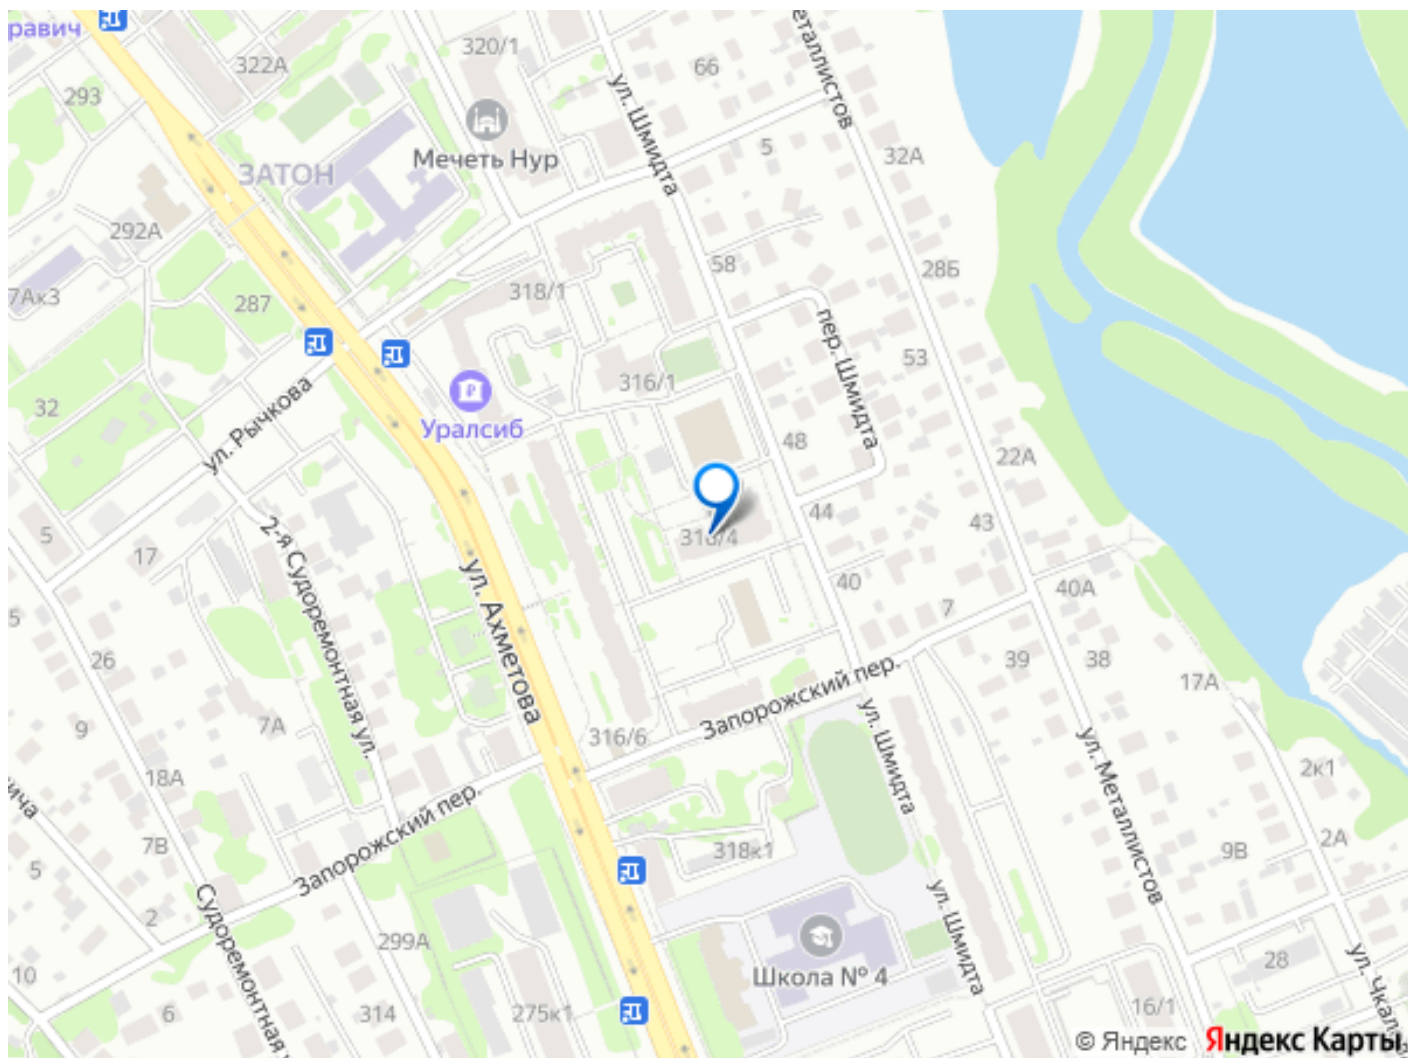 равич
322А
320/1
66
еталлистов
293
ул. Шмидта
Мечеть Нур
5
32А
ЗАТОН
292А
58
28Б
7Ак3
287
318/1
пер. Шмидта
53
316/1
32
ул. Рычкова
Уралсиб
48
22А
44
43
5
17
2-я Судоремонтная ул.
316/4
ул. Ахметова
40
40А
7
5
26
39
38
17А
9
7А
316/6
Запорожский пер.
ул. Шмидта
ул. Металлистов
18А
2к1
ича
Запорожский пер.
7В
318к1
9В
2А
5
Судоремонтная у
2
299А
ул. Шмидта
Школа № 4
28
ул. Чкал
10
6
314
275к1
16/1
© Яндекс Яндекс Карты